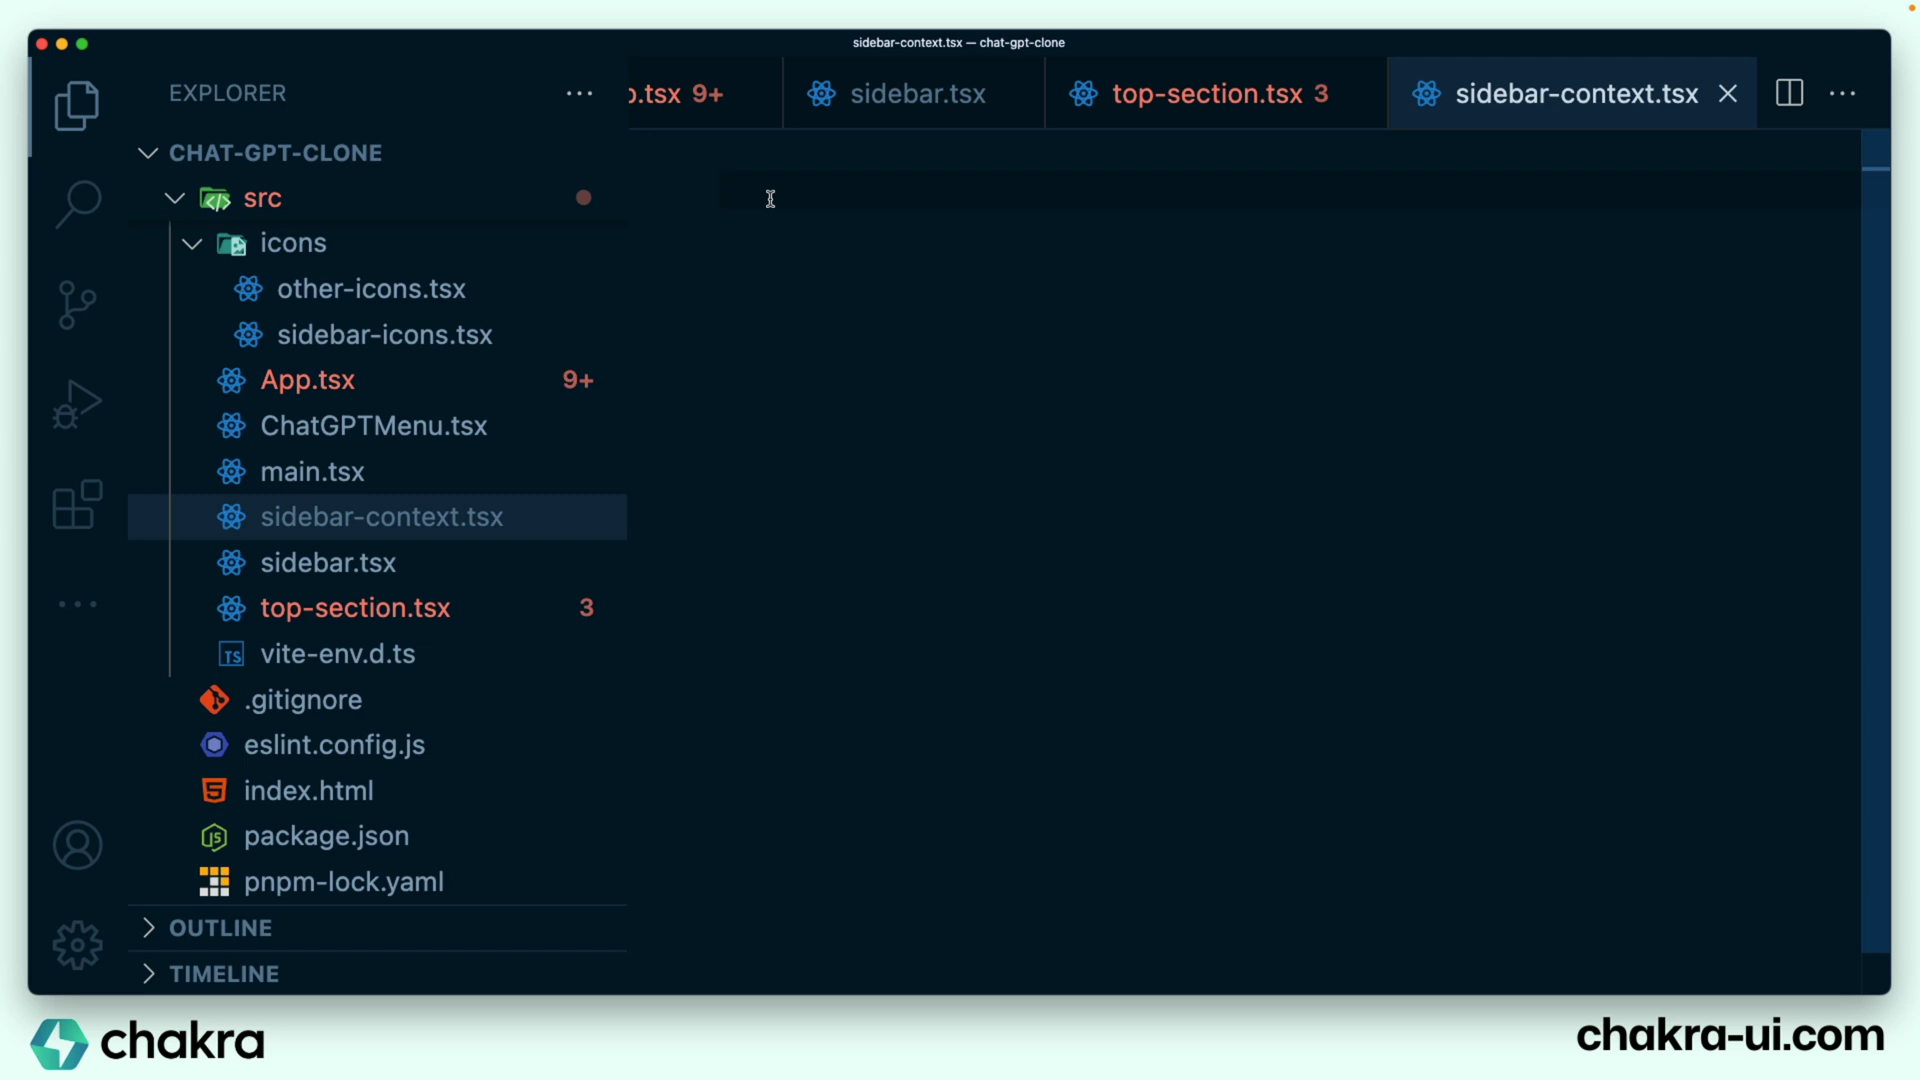 sidebar-context.tsx — chat-gpt-clone
EXPLORER
.tsx 9+
sidebar.tsx
top-section.tsx 3
sidebar-context.tsx
CHAT-GPT-CLONE
src
icons
other-icons.tsx
sidebar-icons.tsx
App.tsx 9+
ChatGPTMenu.tsx
main.tsx
sidebar-context.tsx
sidebar.tsx
top-section.tsx 3
TS vite-env.d.ts
.gitignore
eslint.config.js
index.html
JS package.json
pnpm-lock.yaml
OUTLINE
TIMELINE
chakra
chakra-ui.com